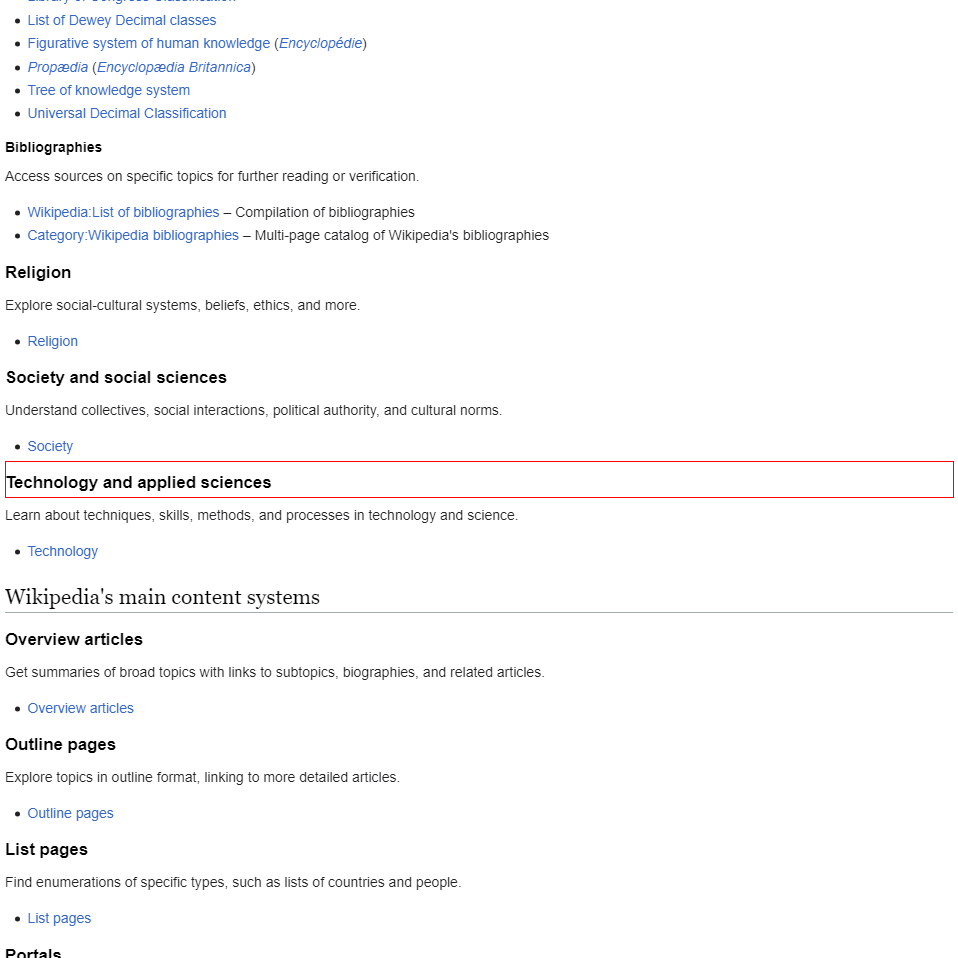 List of Dewey Decimal classes
Figurative system of human knowledge (Encyclopédie)
Propædia (Encyclopædia Britannica)
Tree of knowledge system
Universal Decimal Classification
Bibliographies
Access sources on specific topics for further reading or verification.
Wikipedia:List of bibliographies – Compilation of bibliographies
Category:Wikipedia bibliographies – Multi-page catalog of Wikipedia's bibliographies
Religion
Explore social-cultural systems, beliefs, ethics, and more.
Religion
Society and social sciences
Understand collectives, social interactions, political authority, and cultural norms.
Society
Technology and applied sciences
Learn about techniques, skills, methods, and processes in technology and science.
Technology
Wikipedia's main content systems
Overview articles
Get summaries of broad topics with links to subtopics, biographies, and related articles.
Overview articles
Outline pages
Explore topics in outline format, linking to more detailed articles.
Outline pages
List pages
Find enumerations of specific types, such as lists of countries and people.
List pages
Portals